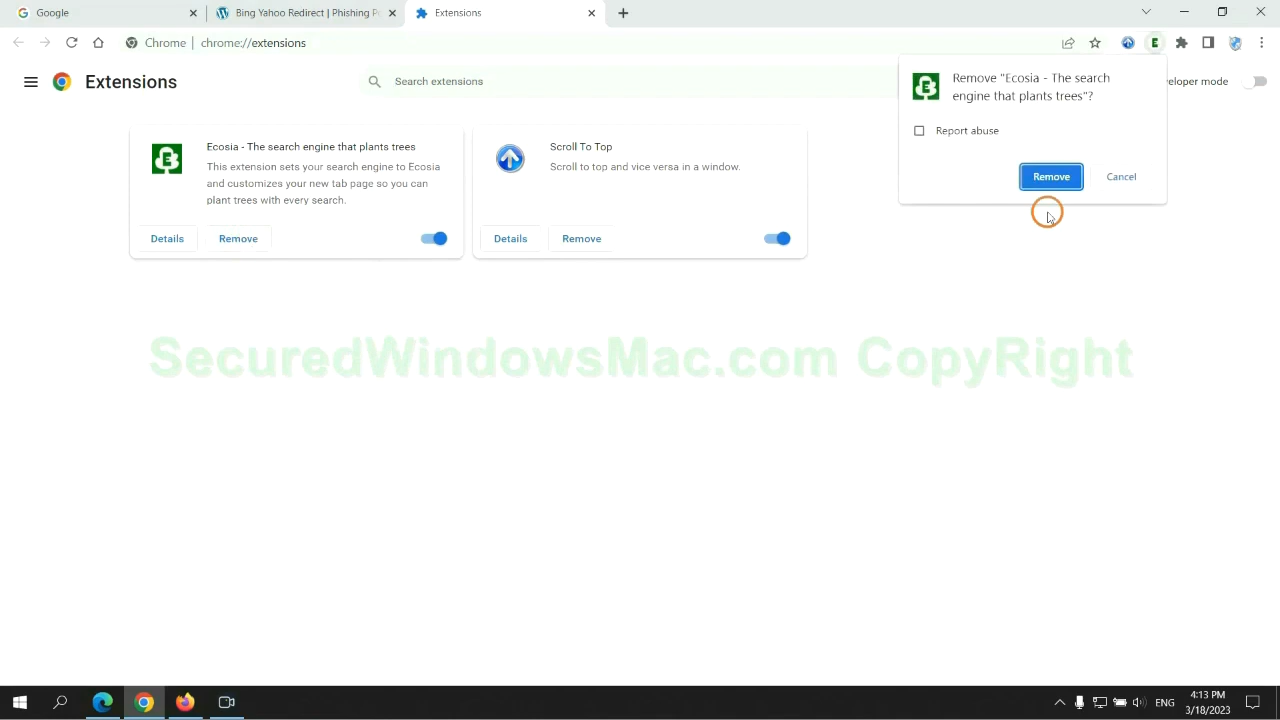 Google
Bing Yahoo Redirect | Phishing P
Extensions
Chrome
chrome://extensions
Extensions
Search extensions
eloper mode
Remove "Ecosia - The search
engine that plants trees"?
Report abuse
Remove
Cancel
Ecosia - The search engine that plants trees
This extension sets your search engine to Ecosia
and customizes your new tab page so you can
plant trees with every search.
Details
Remove
Scroll To Top
Scroll to top and vice versa in a window.
Details
Remove
SecuredWindowsMac.com CopyRight
ENG
4:13 PM
3/18/2023